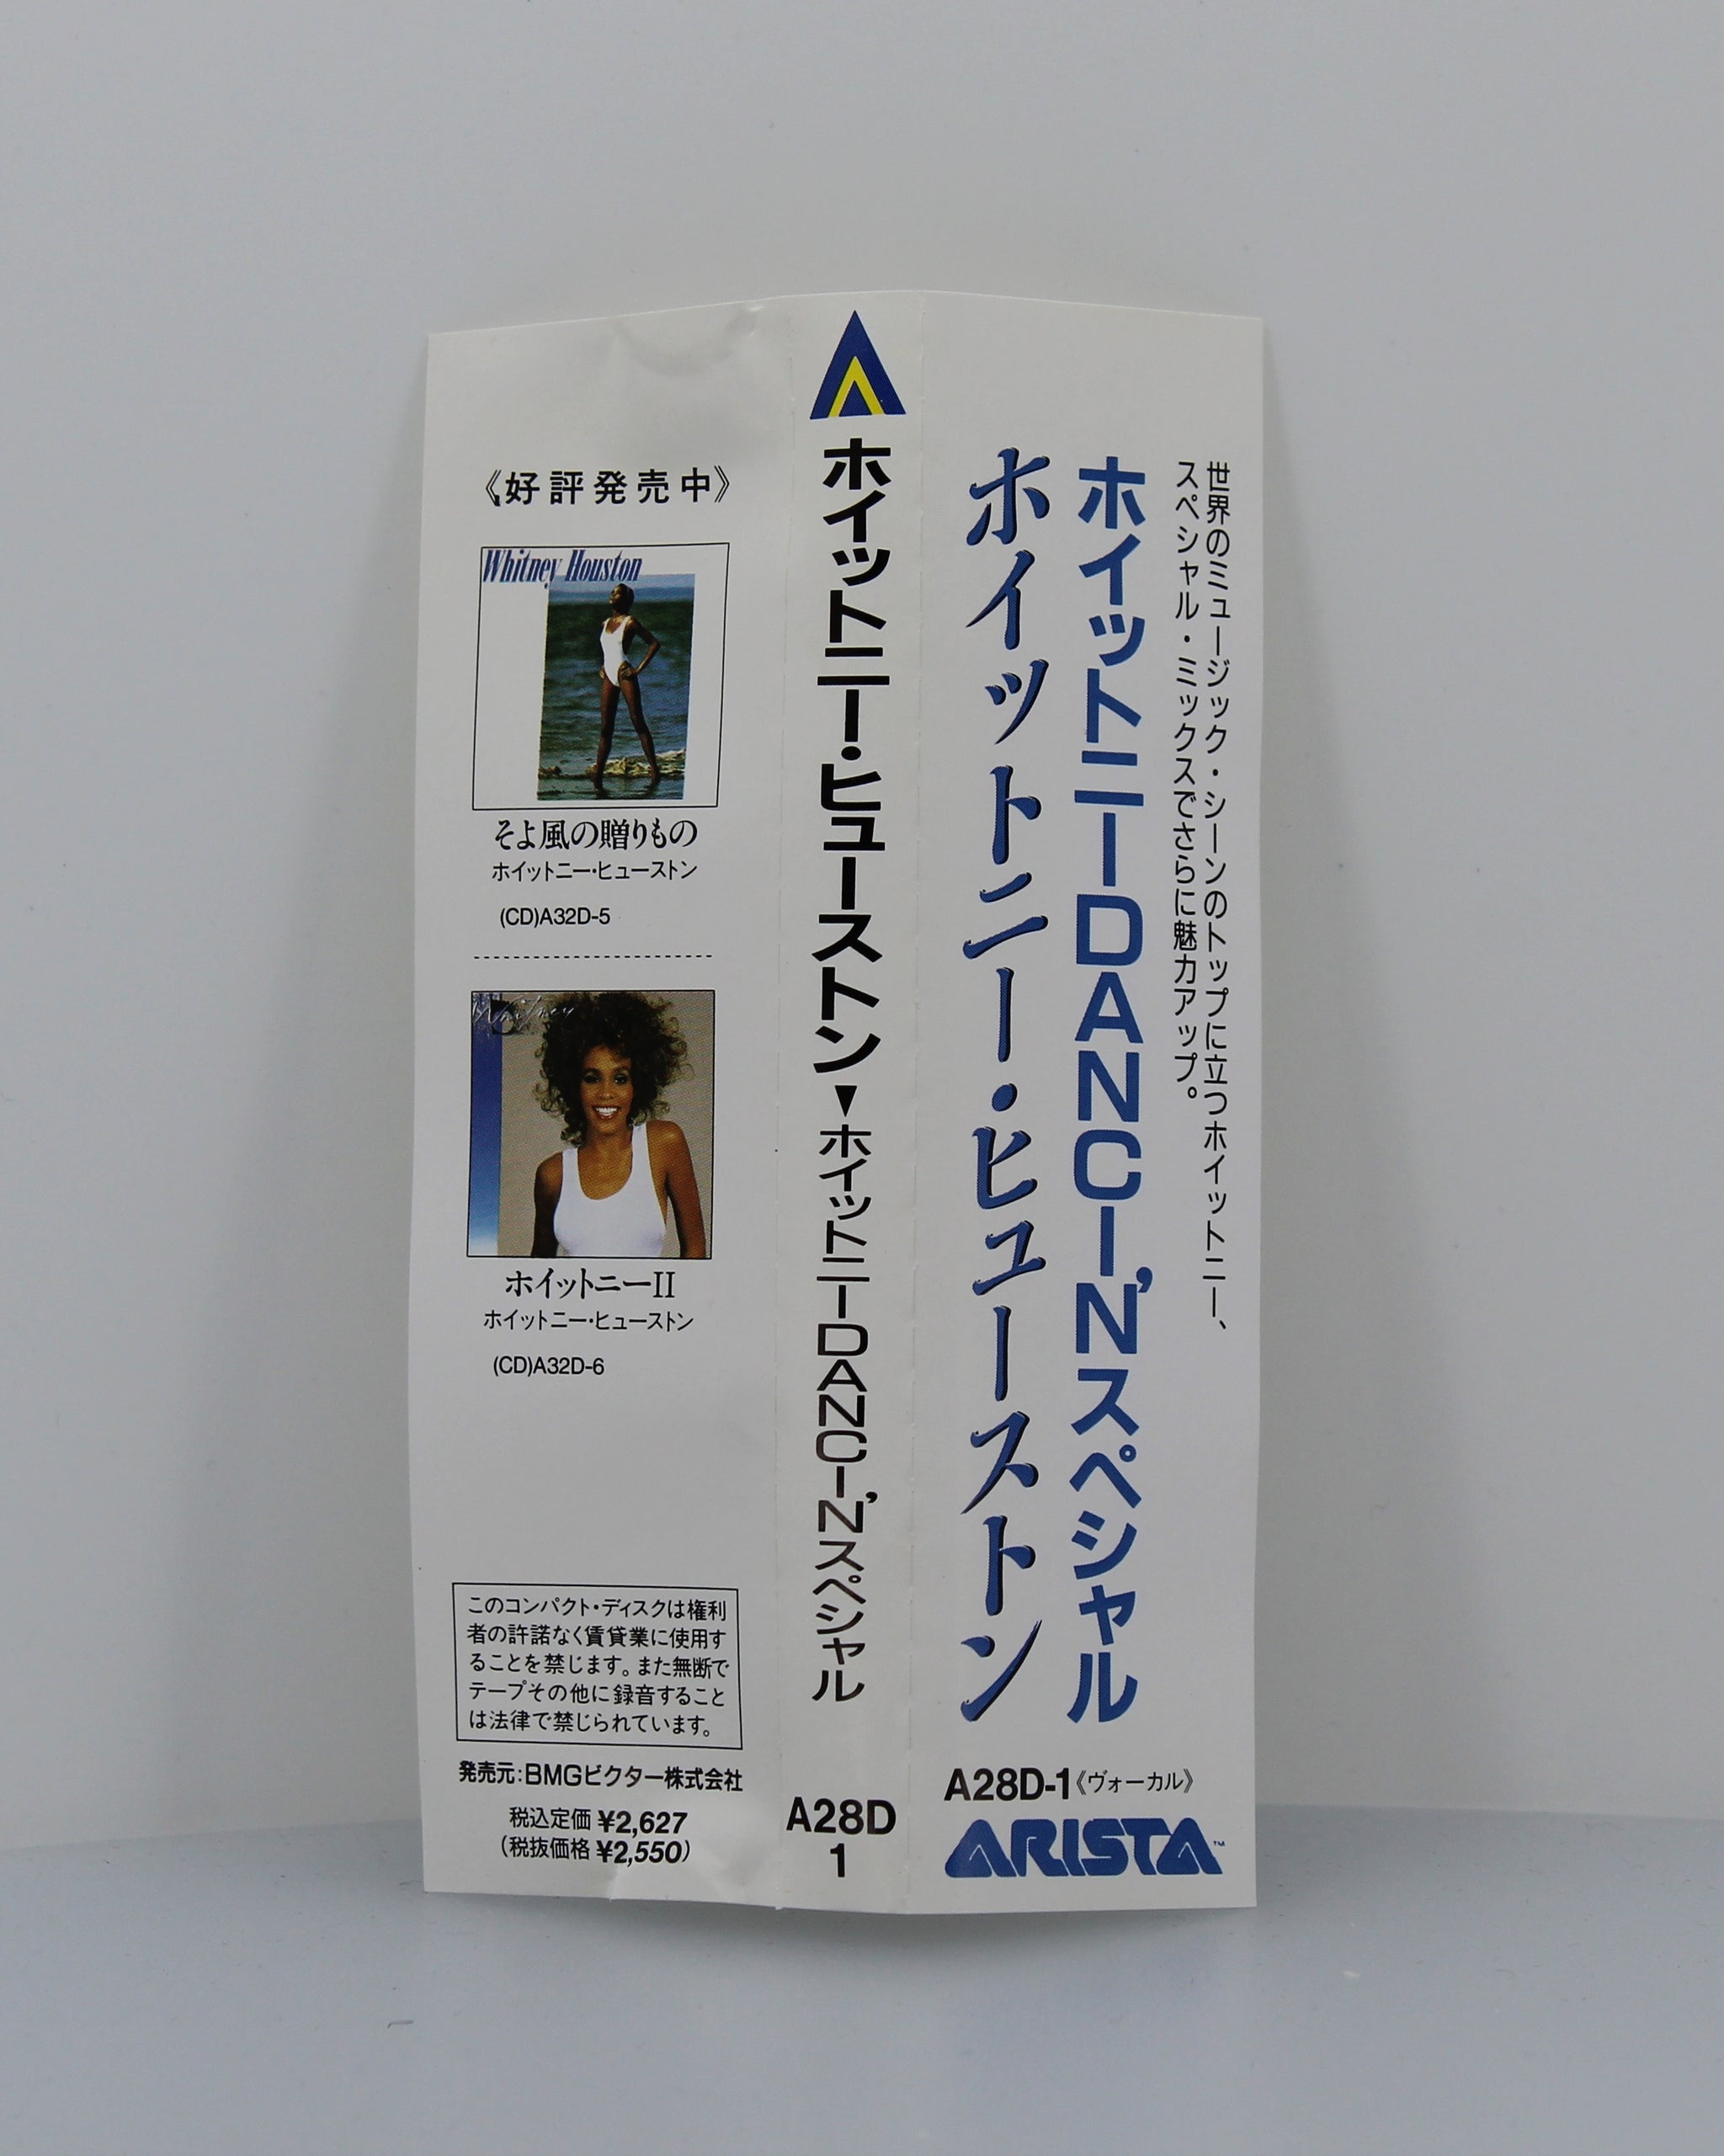 《好評発売中》
Whitney Houston
そよ風の贈りもの
ホイットニー・ヒューストン
(CD)A32D-5
Whitney
ホイットニーII
ホイットニー・ヒューストン
(CD)A32D-6
このコンパクト・ディスクは権利
者の許諾なく賃貸業に使用す
ることを禁じます。また無断で
テープその他に録音すること
は法律で禁じられています。
発売元:BMGビクター株式会社
税込定価 ¥2,627
(税抜価格 ¥2,550)
ホイットニー・ヒューストン▼ホイットニーDANCIN'スペシャル
A28D
1
世界のミュージック・シーンのトップに立つホイットニー、
スペシャル・ミックスでさらに魅力アップ。
ホイットニーDANCIN'スペシャル
ホイットニー・ヒューストン
A28D-1《ヴォーカル》
ARISTA™